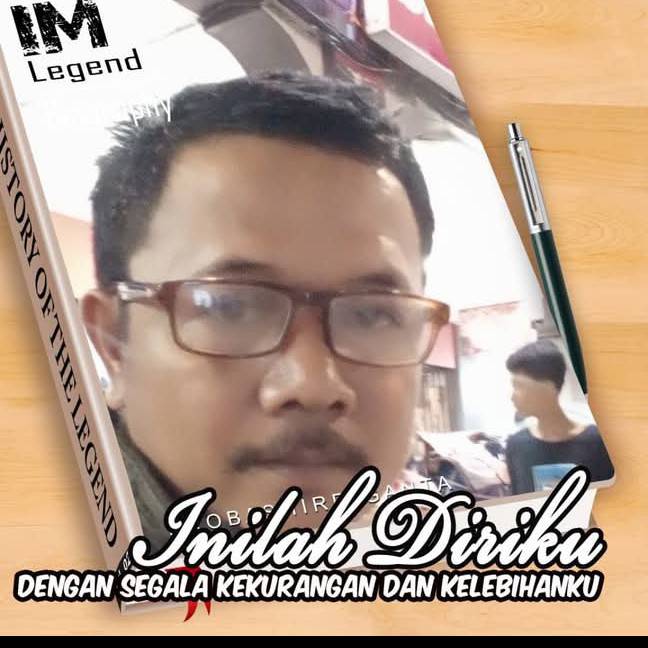 IM
Legend
HISTORY OF THE LEGEND
Inilah Diriku
DENGAN SEGALA KEKURANGAN DAN KELEBIHANKU